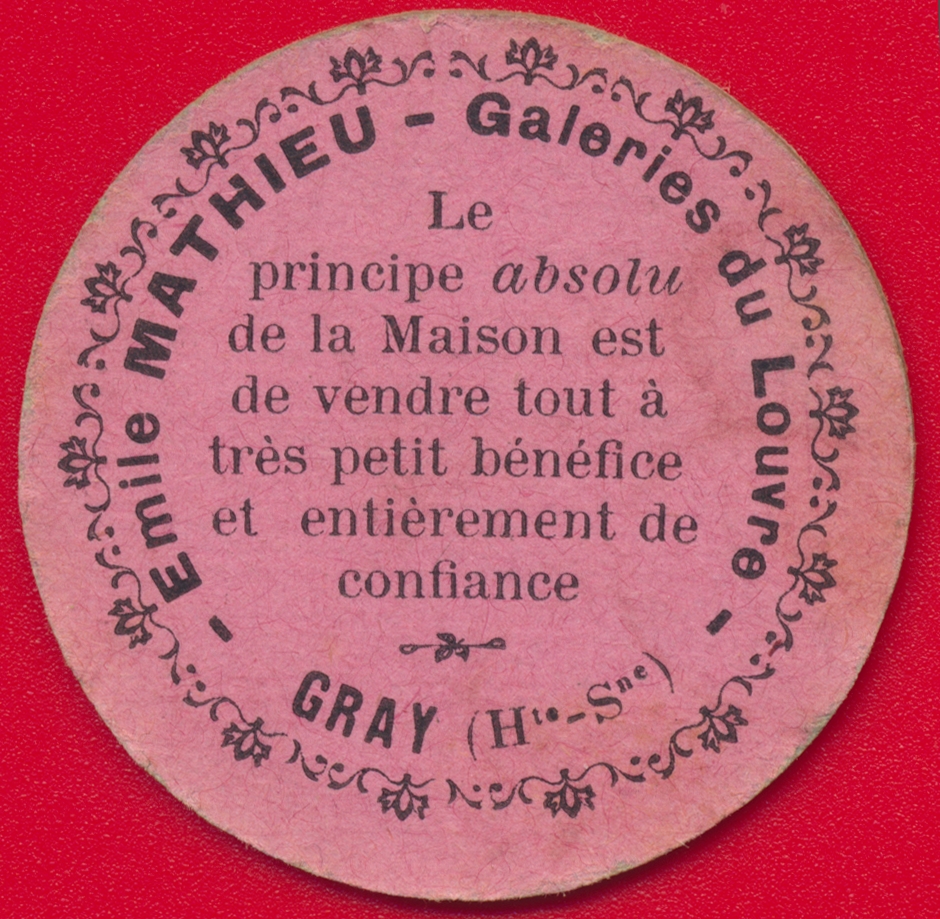 - Emile MATHIEU - Galeries du Louvre -
Le
principe absolu
de la Maison est
de vendre tout à
très petit bénéfice
et entièrement de
confiance
GRAY (Hte-Sne)